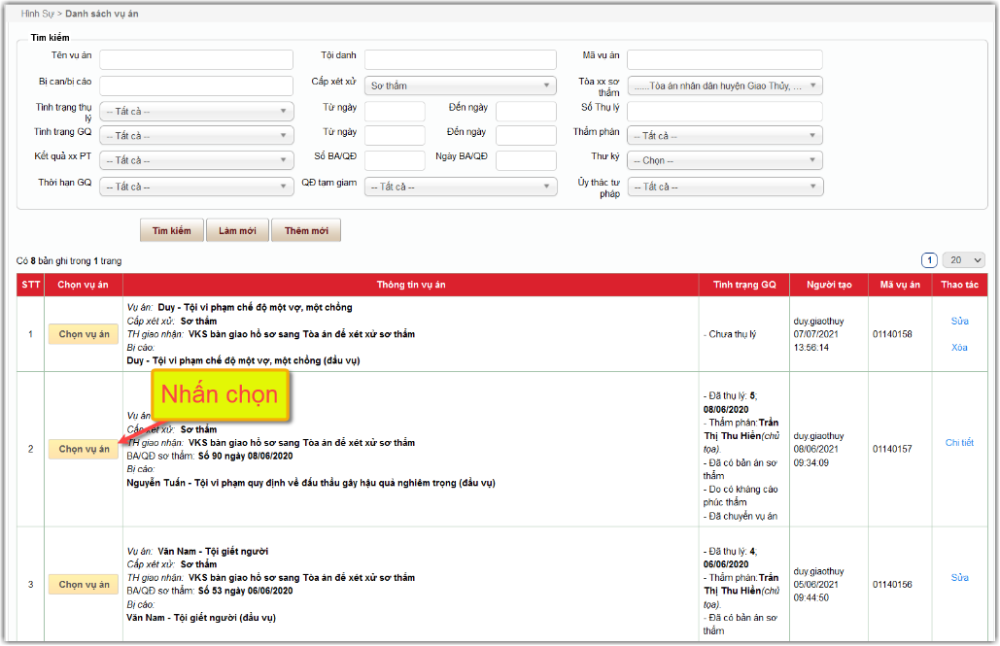 Hình Sự > Danh sách vụ án
Tìm kiếm
Tên vụ án
Tội danh
Mã vụ án
Bị can/bị cáo
Cấp xét xử
Sơ thẩm
Tòa xx sơ thẩm
......Tòa án nhân dân huyện Giao Thủy, ...
Tình trạng thụ lý
-- Tất cả --
Từ ngày
Đến ngày
Số Thụ lý
Tình trạng GQ
-- Tất cả --
Từ ngày
Đến ngày
Thẩm phán
-- Tất cả --
Kết quả xx PT
-- Tất cả --
Số BA/QĐ
Ngày BA/QĐ
Thư ký
-- Chọn --
Thời hạn GQ
-- Tất cả --
QĐ tạm giam
-- Tất cả --
Ủy thác tư pháp
-- Tất cả --
Tìm kiếm
Làm mới
Thêm mới
Có 8 bản ghi trong 1 trang
1
20
STT
Chọn vụ án
Thông tin vụ án
Tình trạng GQ
Người tạo
Mã vụ án
Thao tác
1
Chọn vụ án
Vụ án: Duy - Tội vi phạm chế độ một vợ, một chồng
Cấp xét xử: Sơ thẩm
TH giao nhận: VKS bàn giao hồ sơ sang Tòa án để xét xử sơ thẩm
Bị cáo:
Duy - Tội vi phạm chế độ một vợ, một chồng (đầu vụ)
- Chưa thụ lý
duy.giaothuy
07/07/2021
13:56:14
01140158
Sửa
Xóa
Nhấn chọn
2
Chọn vụ án
Vụ án
Cấp xét xử: Sơ thẩm
TH giao nhận: VKS bàn giao hồ sơ sang Tòa án để xét xử sơ thẩm
BA/QĐ sơ thẩm: Số 90 ngày 08/06/2020
Bị cáo:
Nguyễn Tuấn - Tội vi phạm quy định về đấu thầu gây hậu quả nghiêm trọng (đầu vụ)
- Đã thụ lý: 5;
08/06/2020
- Thẩm phán:Trần
Thị Thu Hiền(chủ
tọa).
- Đã có bản án sơ
thẩm
- Do có kháng cáo
phúc thẩm
- Đã chuyển vụ án
duy.giaothuy
08/06/2021
09:34:09
01140157
Chi tiết
3
Chọn vụ án
Vụ án: Văn Nam - Tội giết người
Cấp xét xử: Sơ thẩm
TH giao nhận: VKS bàn giao hồ sơ sang Tòa án để xét xử sơ thẩm
BA/QĐ sơ thẩm: Số 53 ngày 06/06/2020
Bị cáo:
Văn Nam - Tội giết người (đầu vụ)
- Đã thụ lý: 4;
06/06/2020
- Thẩm phán:Trần
Thị Thu Hiền(chủ
tọa).
- Đã có bản án sơ
thẩm
duy.giaothuy
05/06/2021
09:44:50
01140156
Sửa